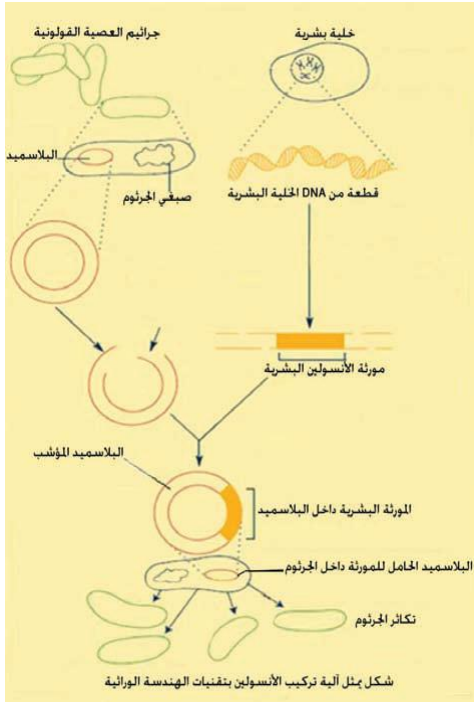 جراثيم العصية القولونية
خلية بشرية
البلاسميد
صبغي الجرثوم
قطعة من DNA الخلية البشرية
مورثة الأنسولين البشرية
البلاسميد المؤشب
المورثة البشرية داخل البلاسميد
البلاسميد الحامل للمورثة داخل الجرثوم
تكاثر الجرثوم
شكل يمثل آلية تركيب الأنسولين بتقنيات الهندسة الوراثية